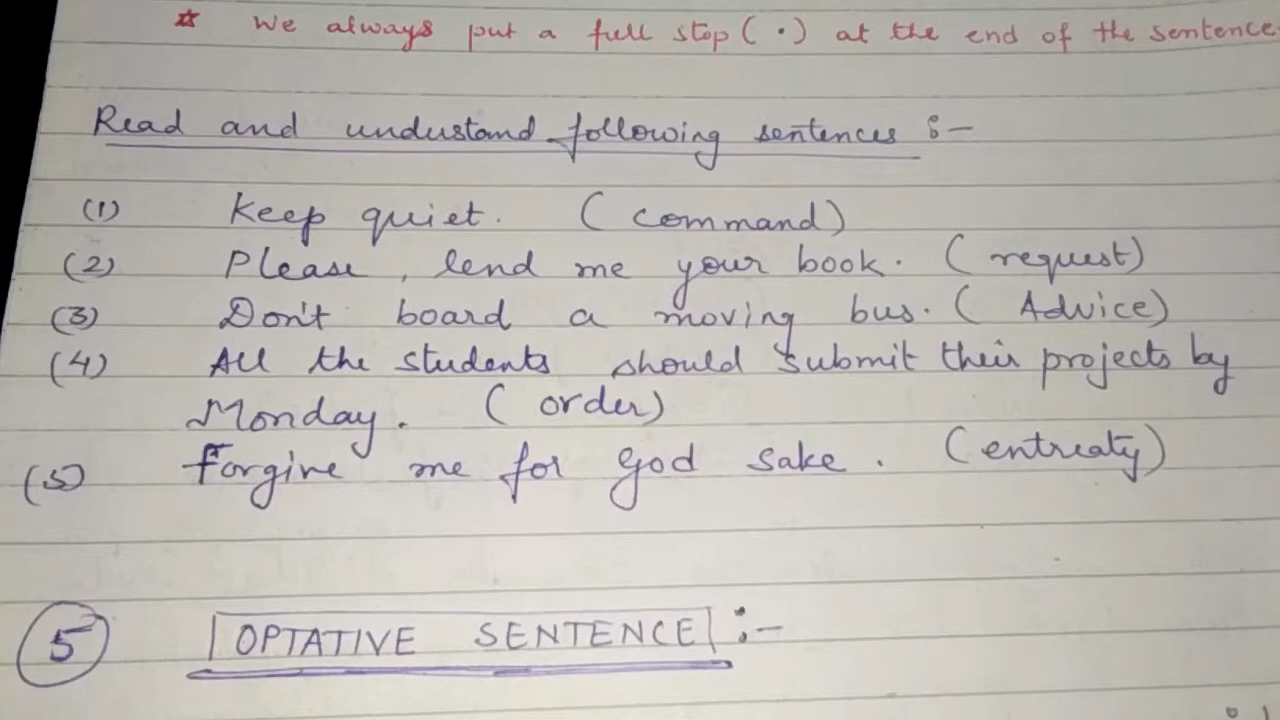 ☆ We always put a full stop (.) at the end of the sentence
Read and understand following sentences :-
(1) Keep quiet. (command)
(2) Please, lend me your book. (request)
(3) Don't board a moving bus. (Advice)
(4) All the students should submit their projects by
Monday. (order)
(5) Forgive me for god sake. (entreaty)
5 OPTATIVE SENTENCE :-